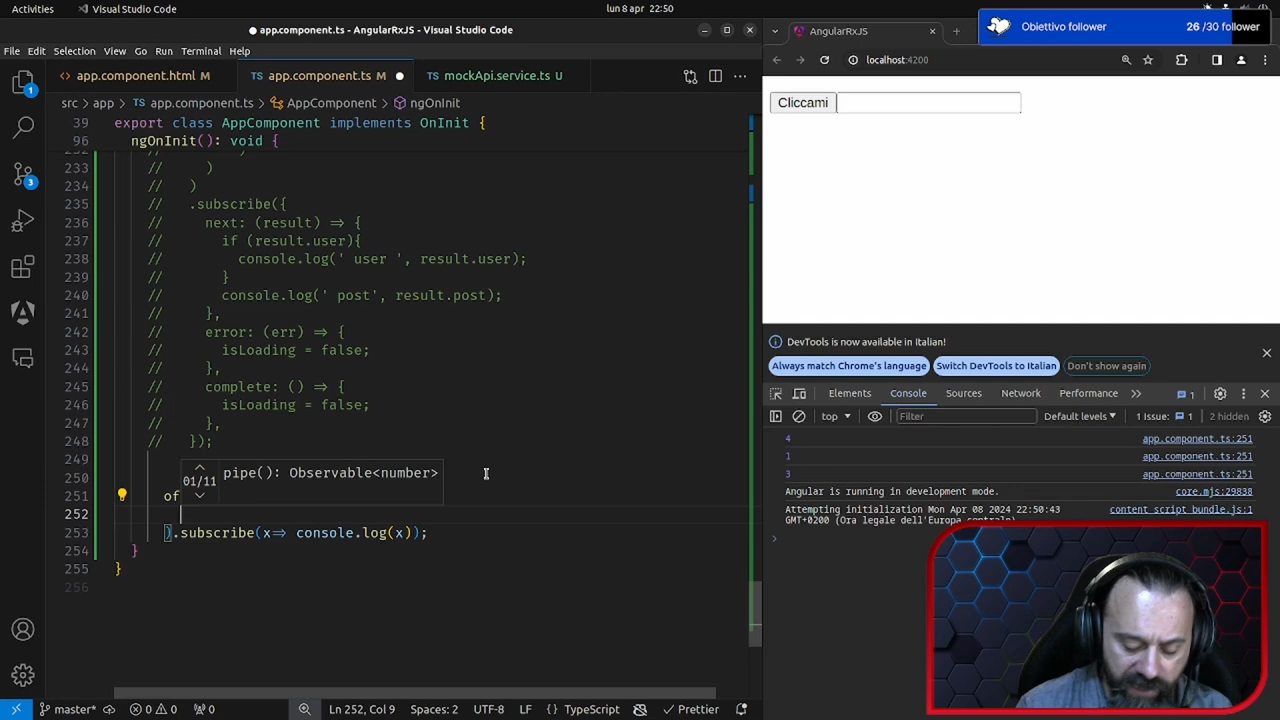 Activities
Visual Studio Code
lun 8 apr 22:50
app.component.ts - AngularRxJS - Visual Studio Code
File Edit Selection View Go Run Terminal Help
<> app.component.html M
TS app.component.ts M
TS mockApi.service.ts U
src > app > TS app.component.ts > AppComponent > ngOnInit
39 export class AppComponent implements OnInit {
96 ngOnInit(): void {
233 // )
234 // )
235 // .subscribe({
236 // next: (result) => {
237 // if (result.user){
238 // console.log(' user ', result.user);
239 // }
240 // console.log(' post', result.post);
241 // },
242 // error: (err) => {
243 // isLoading = false;
244 // },
245 // complete: () => {
246 // isLoading = false;
247 // },
248 // });
249
250
01/11 pipe(): Observable<number>
251 of
252
253 ).subscribe(x=> console.log(x));
254 }
255 }
256
master*
0 0
0
Ln 252, Col 9
Spaces: 2
UTF-8
LF
{} TypeScript
Prettier
1
3
Obiettivo follower
26 /30 follower
AngularRxJS
localhost:4200
Cliccami
DevTools is now available in Italian!
Always match Chrome's language
Switch DevTools to Italian
Don't show again
Elements
Console
Sources
Network
Performance
1
top
Filter
Default levels
1 Issue: 1
2 hidden
4 app.component.ts:251
1 app.component.ts:251
3 app.component.ts:251
Angular is running in development mode. core.mjs:29838
Attempting initialization Mon Apr 08 2024 22:50:43 content_script_bundle.js:1
GMT+0200 (Ora legale dell'Europa centrale)